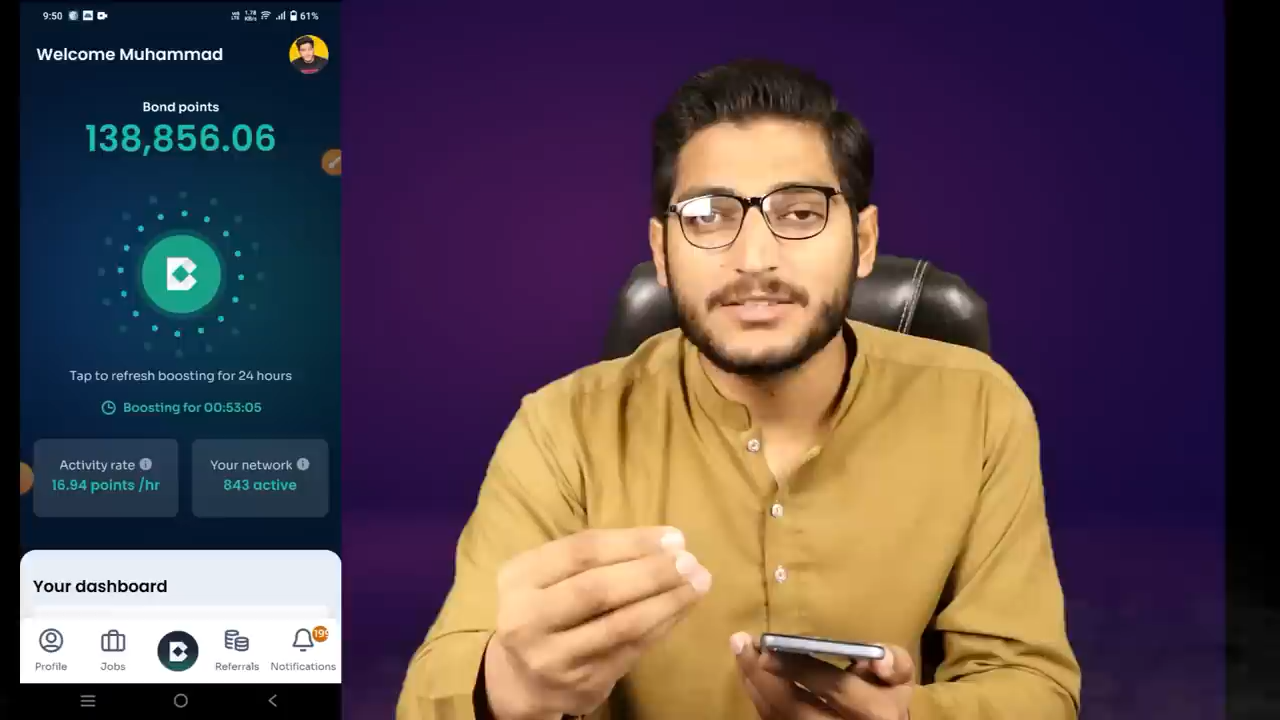 9:50
61%
Welcome Muhammad
Bond points
138,856.06
Tap to refresh boosting for 24 hours
Boosting for 00:53:05
Activity rate
Your network
16.94 points /hr
843 active
Your dashboard
199
Profile
Jobs
Referrals
Notifications